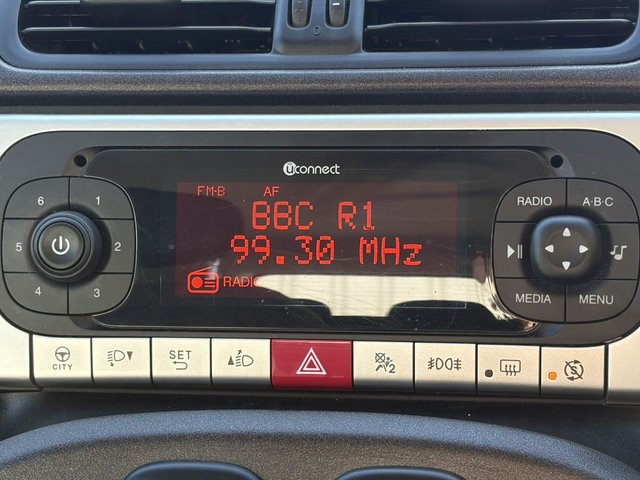 uconnect
FM-B AF
BBC R1
99.30 MHz
RADIO
6 1
5 2
4 3
RADIO A·B·C
MEDIA MENU
CITY
SET
2